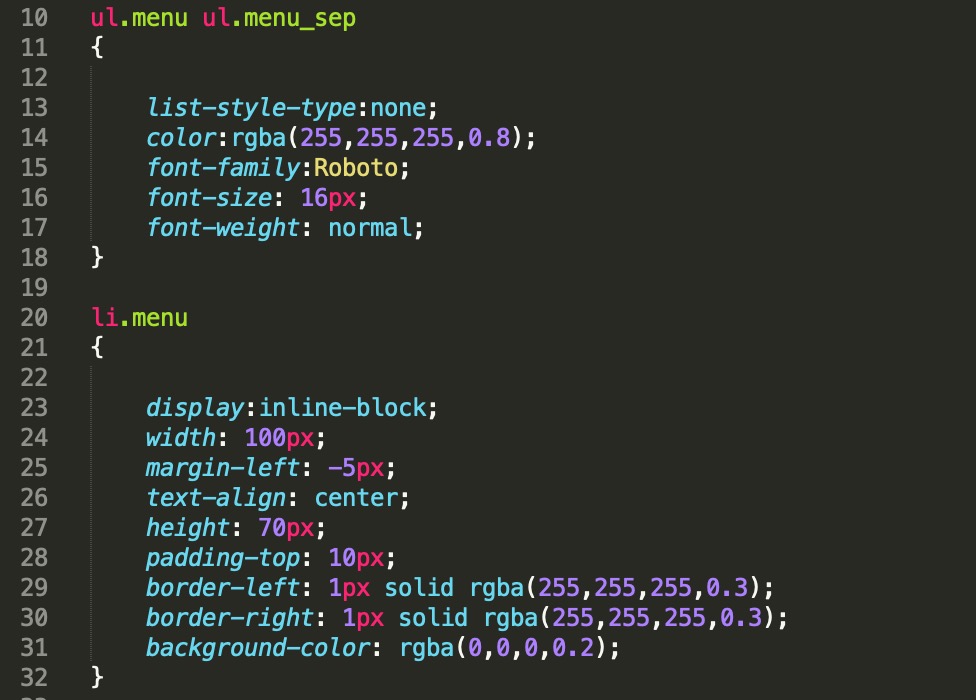 10 ul.menu ul.menu_sep
11 {
12
13 list-style-type:none;
14 color:rgba(255,255,255,0.8);
15 font-family:Roboto;
16 font-size: 16px;
17 font-weight: normal;
18 }
19
20 li.menu
21 {
22
23 display:inline-block;
24 width: 100px;
25 margin-left: -5px;
26 text-align: center;
27 height: 70px;
28 padding-top: 10px;
29 border-left: 1px solid rgba(255,255,255,0.3);
30 border-right: 1px solid rgba(255,255,255,0.3);
31 background-color: rgba(0,0,0,0.2);
32 }